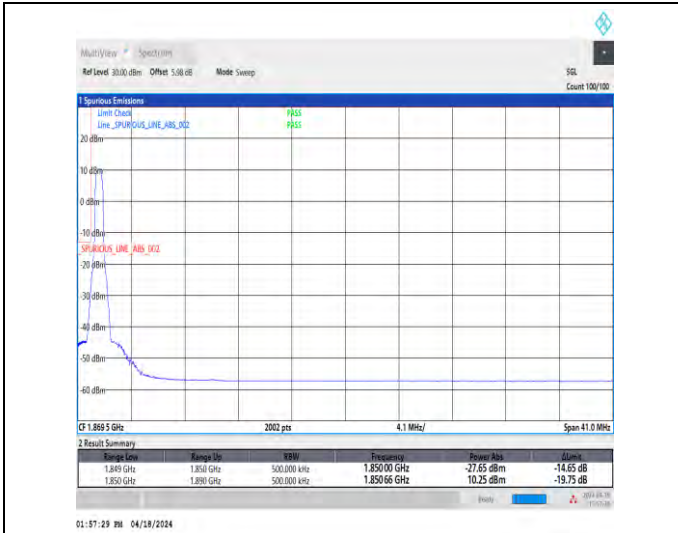 MultiView Spectrum
Ref Level 30.00 dBm Offset 5.98 dB Mode Sweep SGL
Count 100/100
1 Spurious Emissions
Limit Check PASS
Line _SPURIOUS_LINE_ABS_002 PASS
20 dBm
10 dBm
0 dBm
-10 dBm
_SPURIOUS_LINE_ABS_002
-20 dBm
-30 dBm
-40 dBm
-50 dBm
-60 dBm
CF 1.869 5 GHz 2002 pts 4.1 MHz/ Span 41.0 MHz
2 Result Summary
Range Low Range Up RBW Frequency Power Abs ΔLimit
1.849 GHz 1.850 GHz 500.000 kHz 1.85000 GHz -27.65 dBm -14.65 dB
1.850 GHz 1.890 GHz 500.000 kHz 1.85066 GHz 10.25 dBm -19.75 dB
01:57:29 PM 04/18/2024